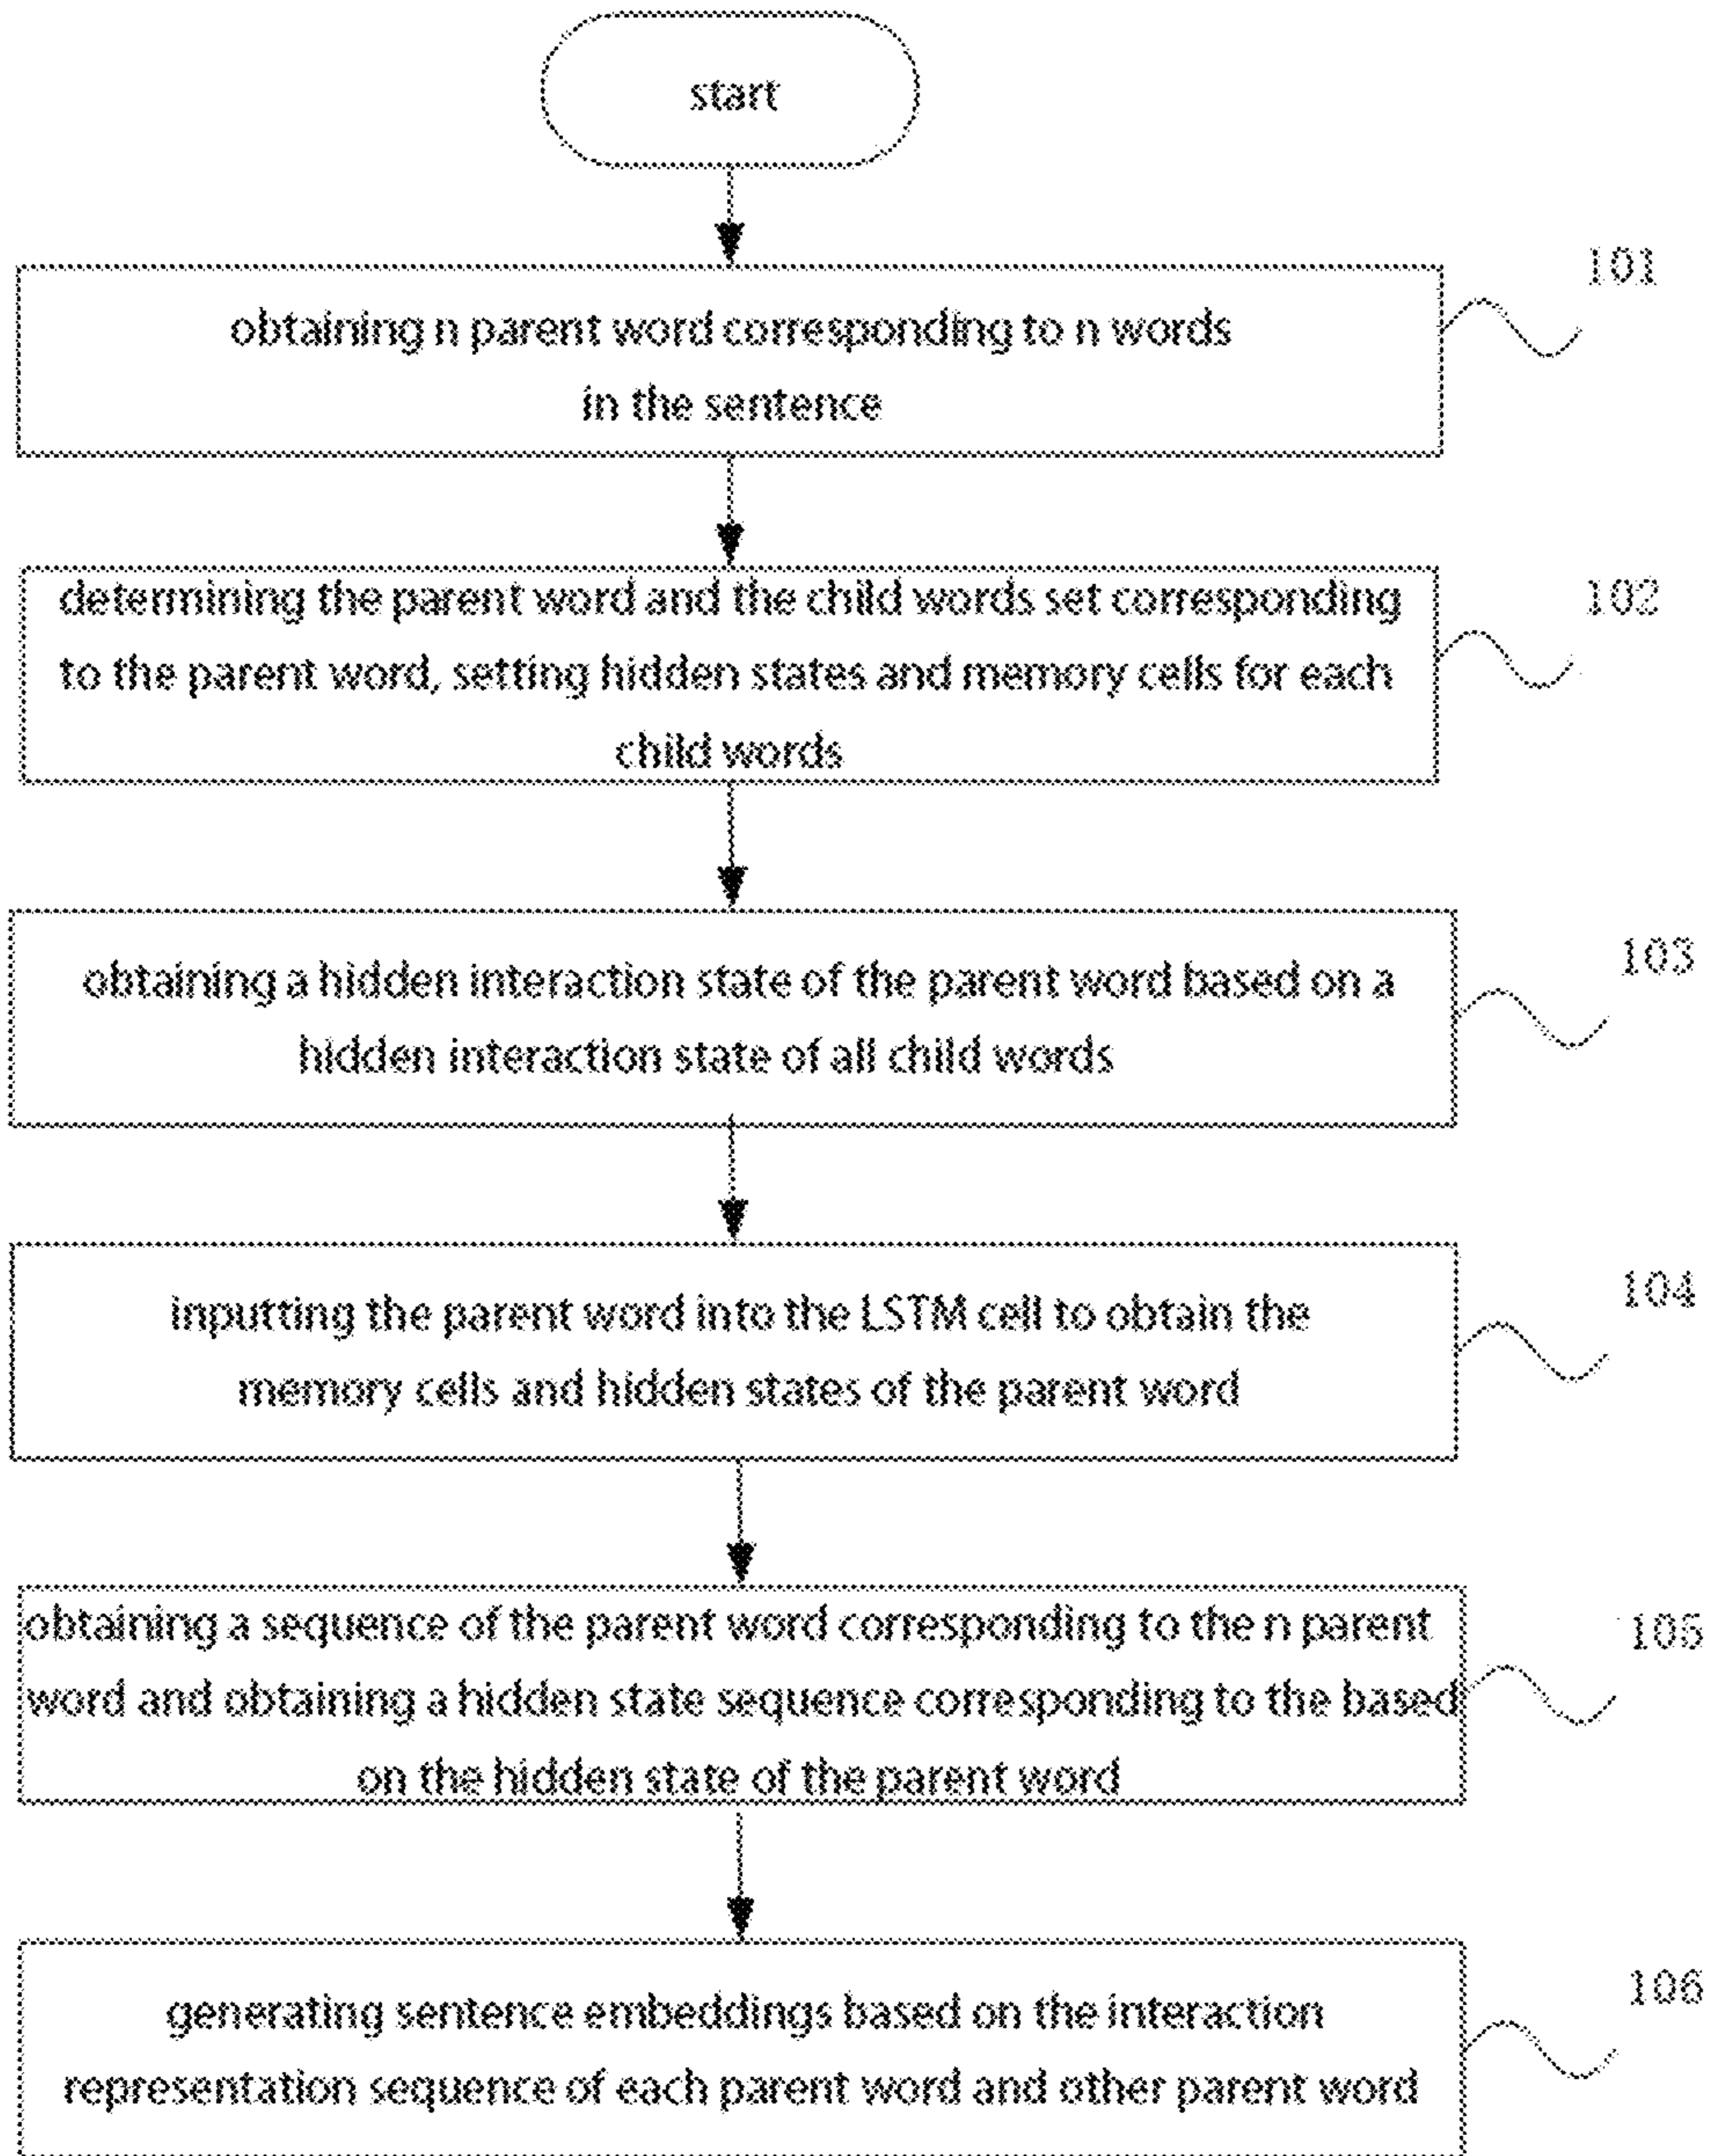 start
101
obtaining n parent word corresponding to n words
in the sentence
102
determining the parent word and the child words set corresponding
to the parent word, setting hidden states and memory cells for each
child words
103
obtaining a hidden interaction state of the parent word based on a
hidden interaction state of all child words
104
inputting the parent word into the LSTM cell to obtain the
memory cells and hidden states of the parent word
105
obtaining a sequence of the parent word corresponding to the n parent
word and obtaining a hidden state sequence corresponding to the based
on the hidden state of the parent word
106
generating sentence embeddings based on the interaction
representation sequence of each parent word and other parent word